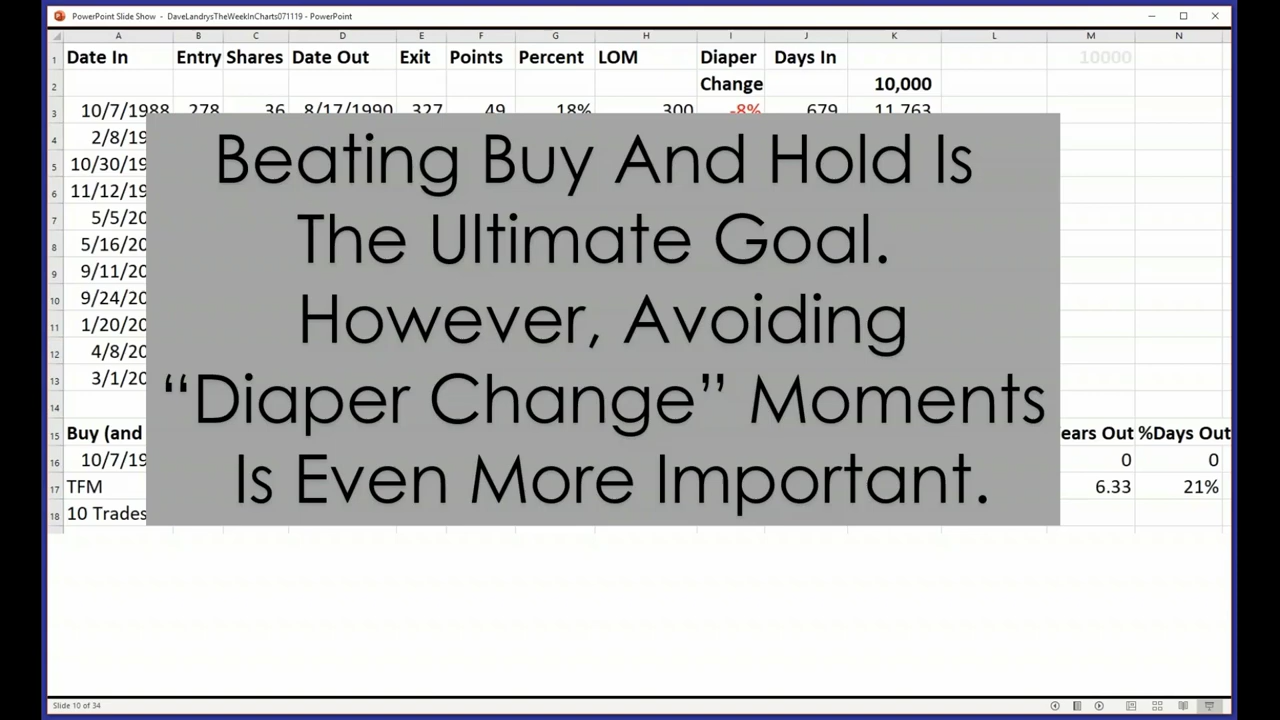 PowerPoint Slide Show - DaveLandrysTheWeekInCharts071119 - PowerPoint
A B C D E F G H I J K L M N
1 Date In Entry Shares Date Out Exit Points Percent LOM Diaper Days In 10000
2 Change 10,000
3 10/7/1988 278 36 8/17/1990 327 49 18% 300 -8% 679 11,763
4 2/8/19
5 10/30/19
6 11/12/19
7 5/5/20
8 5/16/20
9 9/11/20
10 9/24/20
11 1/20/20
12 4/8/20
13 3/1/20
14
15 Buy (and ears Out %Days Out
16 10/7/19 0 0
17 TFM 6.33 21%
18 10 Trades
Beating Buy And Hold Is
The Ultimate Goal.
However, Avoiding
“Diaper Change” Moments
Is Even More Important.
Slide 10 of 34